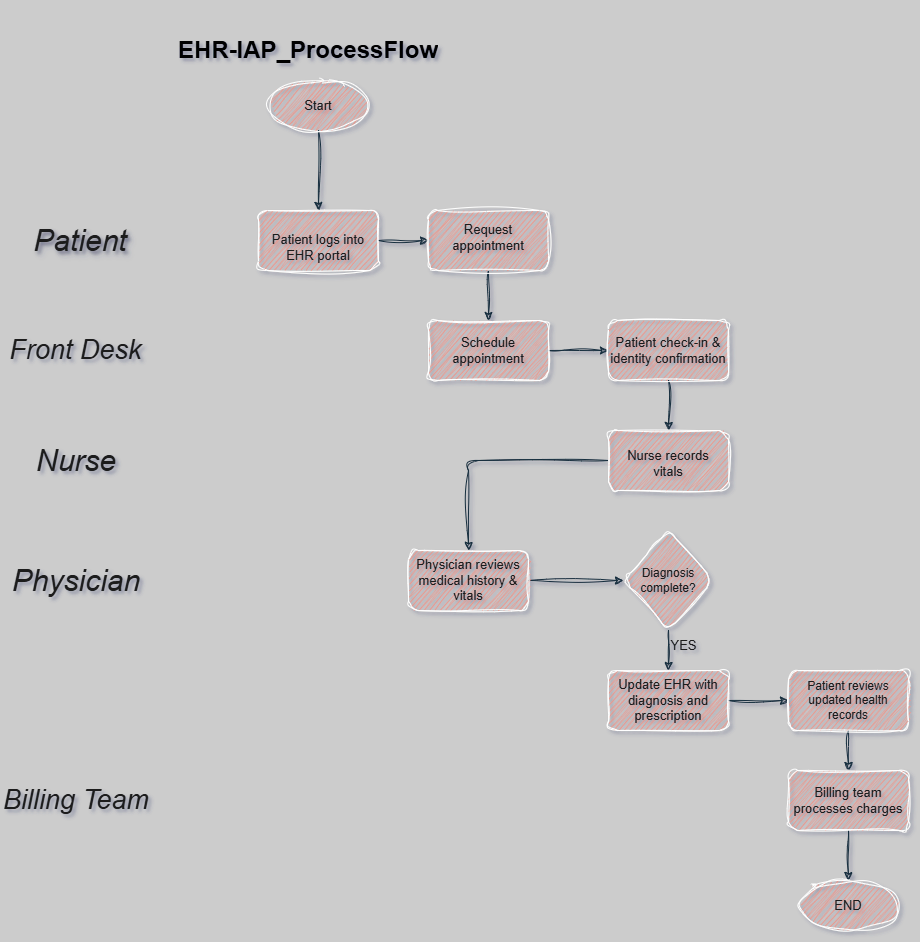 EHR-IAP_ProcessFlow
Start
Patient
Patient logs into
EHR portal
Request
appointment
Front Desk
Schedule
appointment
Patient check-in &
identity confirmation
Nurse
Nurse records
vitals
Physician
Physician reviews
medical history &
vitals
Diagnosis
complete?
YES
Update EHR with
diagnosis and
prescription
Patient reviews
updated health
records
Billing Team
Billing team
processes charges
END